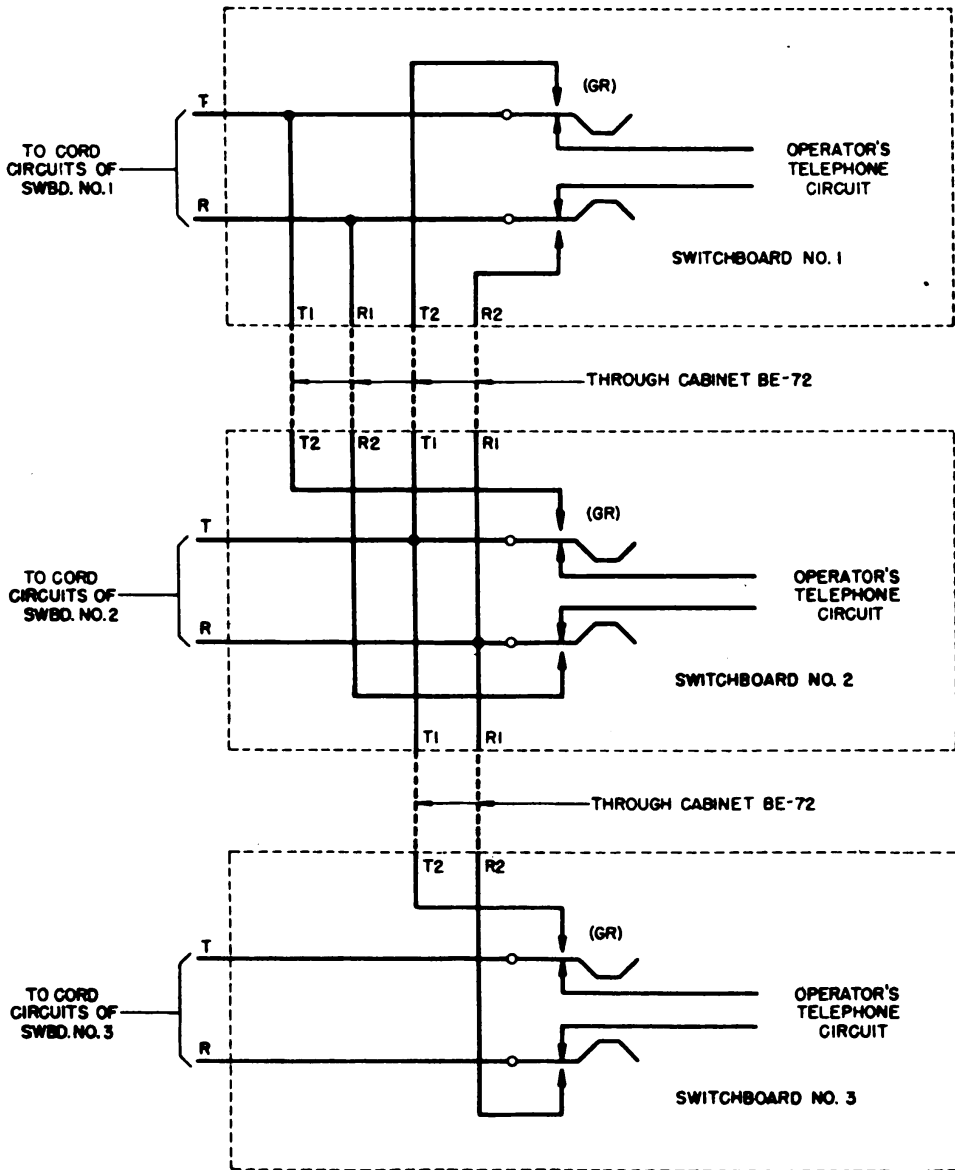 (GR)
T
TO CORD
CIRCUITS OF
SWBD. NO. 1
OPERATOR'S
TELEPHONE
CIRCUIT
R
SWITCHBOARD NO. 1
T1 R1 T2 R2
THROUGH CABINET BE-72
T2 R2 T1 R1
(GR)
T
TO CORD
CIRCUITS OF
SWBD. NO. 2
OPERATOR'S
TELEPHONE
CIRCUIT
R
SWITCHBOARD NO. 2
T1 R1
THROUGH CABINET BE-72
T2 R2
(GR)
T
TO CORD
CIRCUITS OF
SWBD. NO. 3
OPERATOR'S
TELEPHONE
CIRCUIT
R
SWITCHBOARD NO. 3